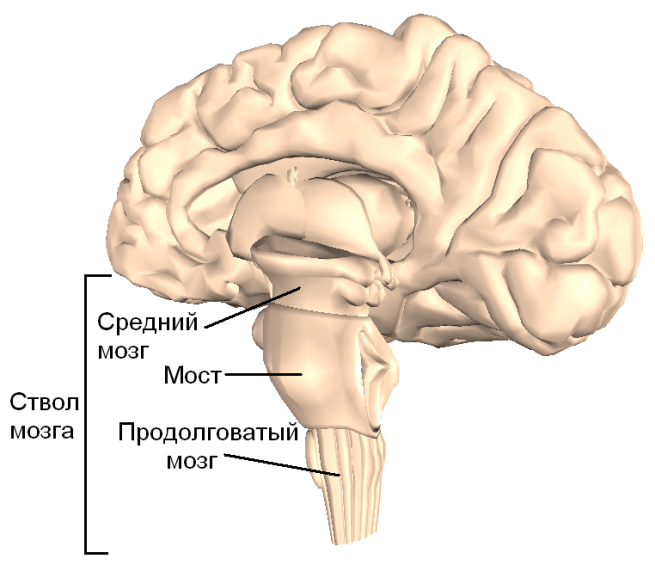 Средний
мозг
Мост
Ствол
мозга
Продолговатый
мозг